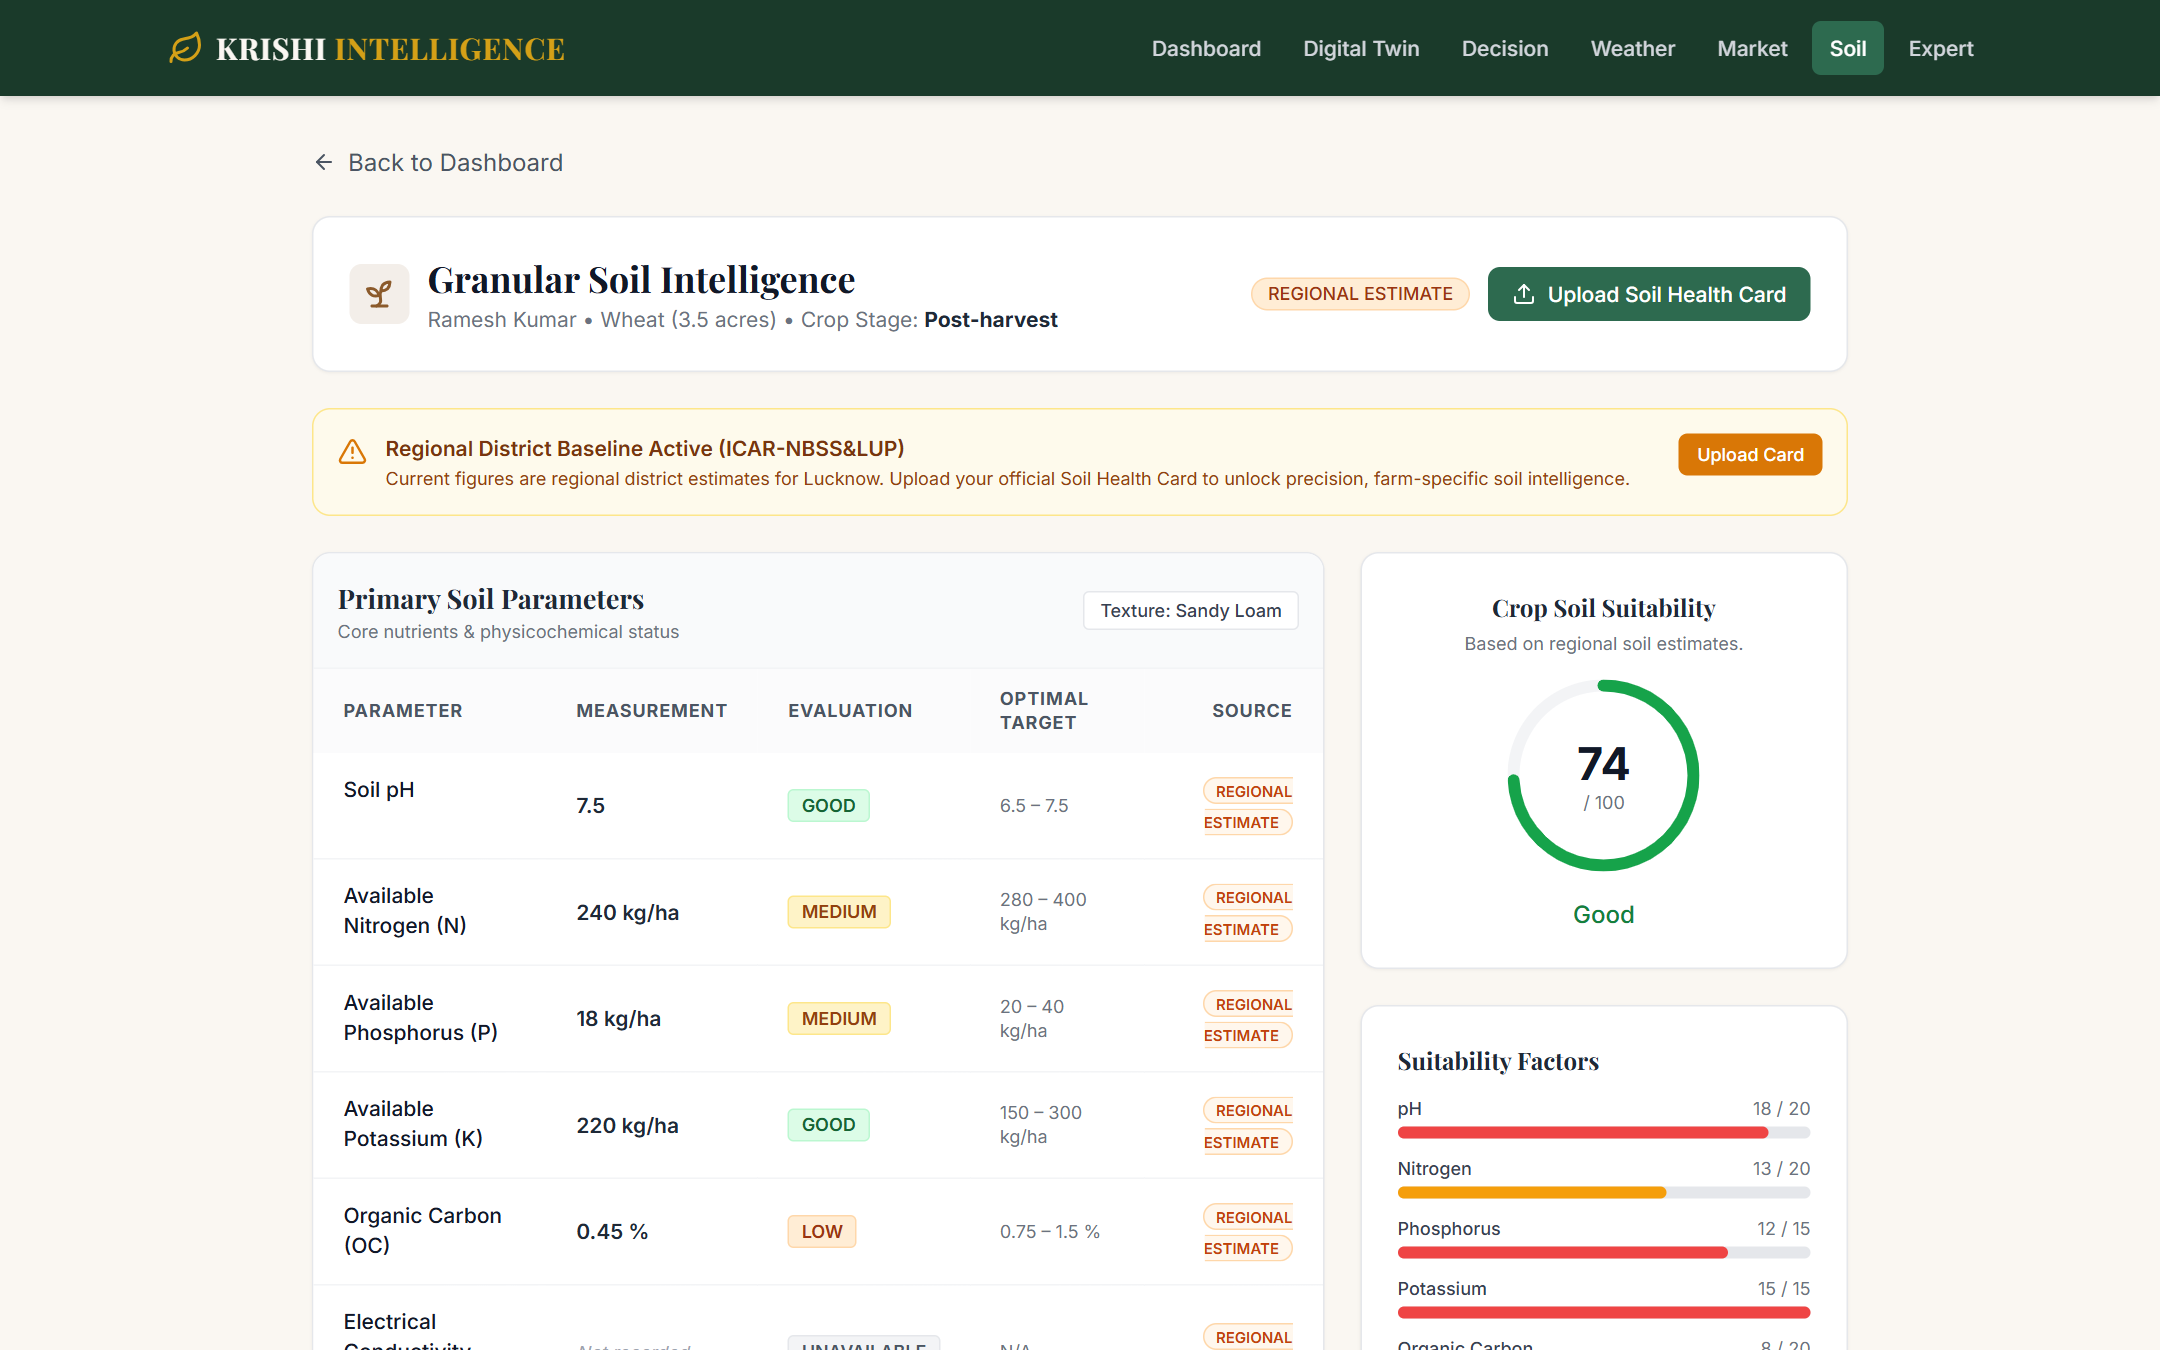 KRISHI INTELLIGENCE
Dashboard
Digital Twin
Decision
Weather
Market
Soil
Expert
Back to Dashboard
Granular Soil Intelligence
Ramesh Kumar • Wheat (3.5 acres) • Crop Stage: Post-harvest
REGIONAL ESTIMATE
Upload Soil Health Card
Regional District Baseline Active (ICAR-NBSS&LUP)
Current figures are regional district estimates for Lucknow. Upload your official Soil Health Card to unlock precision, farm-specific soil intelligence.
Upload Card
Primary Soil Parameters
Core nutrients & physicochemical status
Texture: Sandy Loam
PARAMETER
MEASUREMENT
EVALUATION
OPTIMAL
TARGET
SOURCE
Soil pH
7.5
GOOD
6.5 – 7.5
REGIONAL
ESTIMATE
Available
Nitrogen (N)
240 kg/ha
MEDIUM
280 – 400
kg/ha
REGIONAL
ESTIMATE
Available
Phosphorus (P)
18 kg/ha
MEDIUM
20 – 40
kg/ha
REGIONAL
ESTIMATE
Available
Potassium (K)
220 kg/ha
GOOD
150 – 300
kg/ha
REGIONAL
ESTIMATE
Organic Carbon
(OC)
0.45 %
LOW
0.75 – 1.5 %
REGIONAL
ESTIMATE
Electrical
Conductivity
Not recorded
UNAVAILABLE
N/A
REGIONAL
Crop Soil Suitability
Based on regional soil estimates.
74
/ 100
Good
Suitability Factors
pH
18 / 20
Nitrogen
13 / 20
Phosphorus
12 / 15
Potassium
15 / 15
Organic Carbon
8 / 20